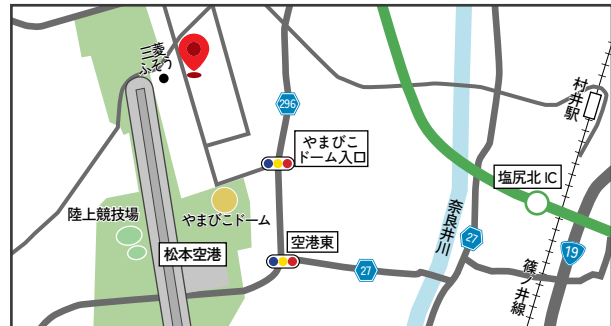 三菱
ふそう
296
村井駅
やまびこ
ドーム入口
塩尻北 IC
陸上競技場
やまびこドーム
奈良井川
松本空港
空港東
27
27
19
篠ノ井線